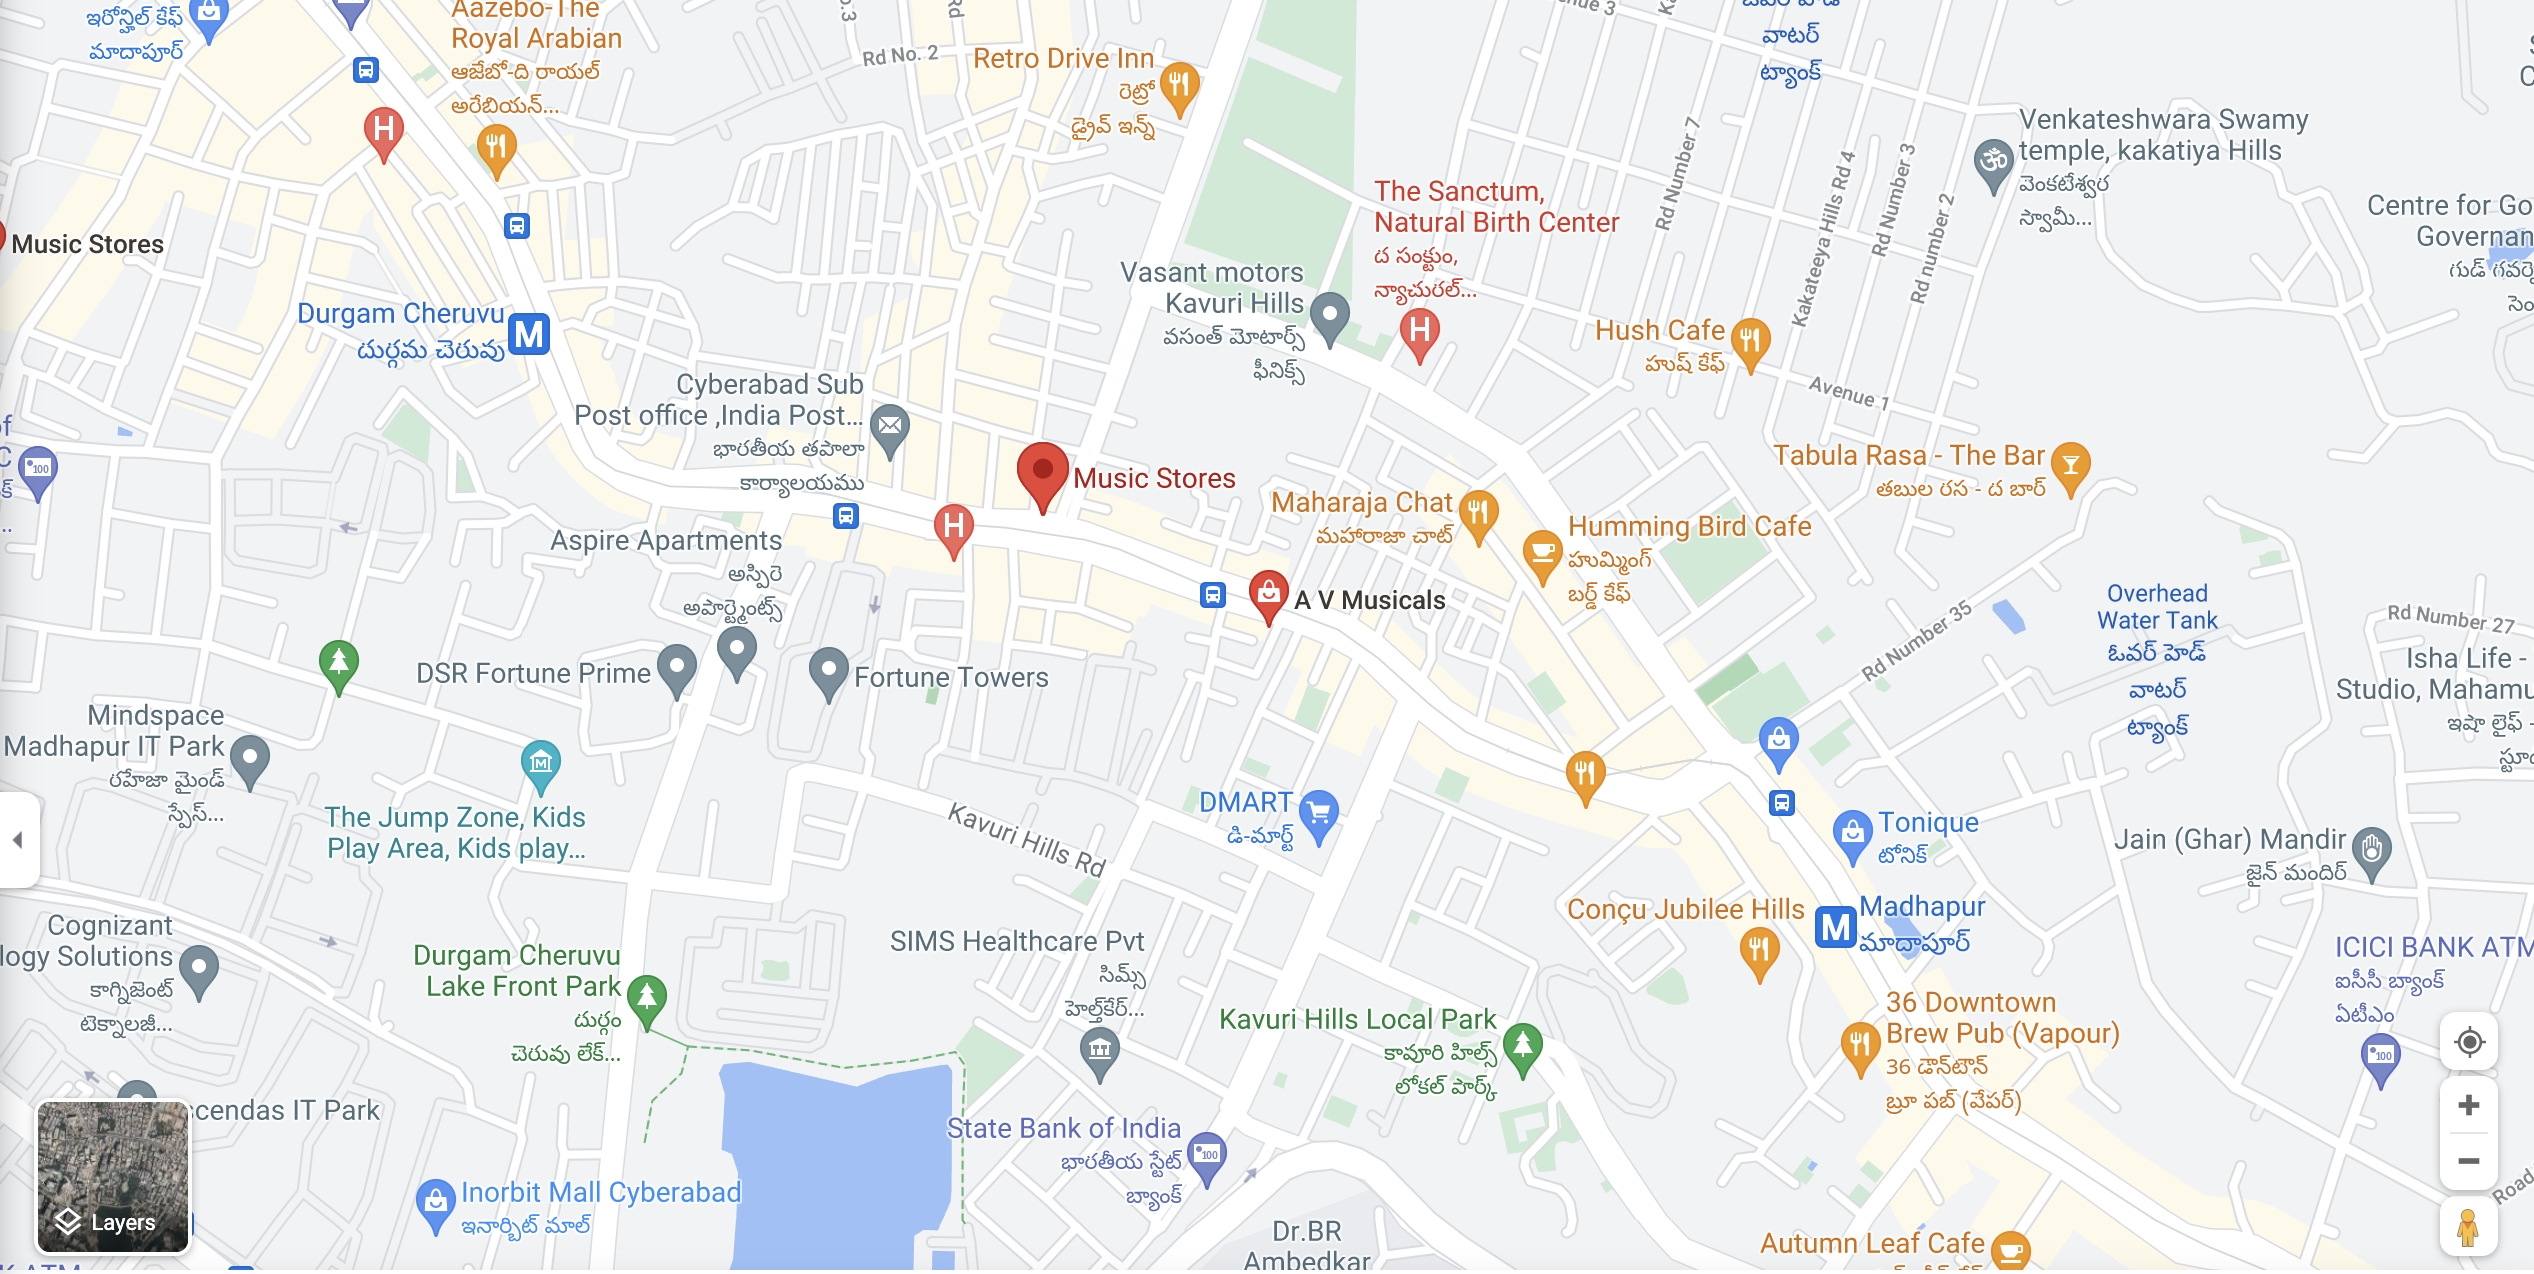 ఇరోన్హిల్ కేఫ్
మాదాపూర్
Aazebo-The
Royal Arabian
ఆజేబో-ది రాయల్
అరేబియన్...
Rd No. 2
Retro Drive Inn
రెట్రో
డ్రైవ్ ఇన్న్
వాటర్
ట్యాంక్
Venkateshwara Swamy
temple, kakatiya Hills
వెంకటేశ్వర
స్వామీ...
Rd Number 7
Kakateeya Hills Rd 4
Rd Number 3
Rd number 2
The Sanctum,
Natural Birth Center
ద సంక్టుం,
న్యాచురల్...
Centre for Go
Governan
Music Stores
Vasant motors
Kavuri Hills
వసంత్ మోటార్స్
ఫీనిక్స్
Durgam Cheruvu
దుర్గమ చెరువు
Hush Cafe
హుష్ కేఫ్
Avenue 1
Cyberabad Sub
Post office ,India Post...
భారతీయ తపాలా
కార్యాలయము
Music Stores
Tabula Rasa - The Bar
తబుల రస - ద బార్
Maharaja Chat
మహారాజా చాట్
Humming Bird Cafe
హుమ్మింగ్
బర్డ్ కేఫ్
Aspire Apartments
అస్పిరె
అపార్ట్మెంట్స్
A V Musicals
Overhead
Water Tank
ఓవర్ హెడ్
వాటర్
ట్యాంక్
Rd Number 35
Rd Number 27
Isha Life -
Studio, Mahamu
ఇషా లైఫ్ -
DSR Fortune Prime
Fortune Towers
Mindspace
Madhapur IT Park
రహేజా మైండ్
స్పేస్...
The Jump Zone, Kids
Play Area, Kids play...
Kavuri Hills Rd
DMART
డి-మార్ట్
Tonique
టోనిక్
Jain (Ghar) Mandir
జైన్ మందిర్
Conçu Jubilee Hills
Madhapur
మాదాపూర్
Cognizant
logy Solutions
కాగ్నిజెంట్
టెక్నాలజీ...
Durgam Cheruvu
Lake Front Park
దుర్గం
చెరువు లేక్...
SIMS Healthcare Pvt
సిమ్స్
హెల్త్‌కేర్...
ICICI BANK ATM
ఐసీసీ బ్యాంక్
ఏటీఎం
Kavuri Hills Local Park
కావూరి హిల్స్
లోకల్ పార్క్
36 Downtown
Brew Pub (Vapour)
36 డౌన్‌టౌన్
బ్రూ పబ్ (వేపర్)
scendas IT Park
State Bank of India
భారతీయ స్టేట్
బ్యాంక్
Inorbit Mall Cyberabad
ఇనార్బిట్ మాల్
Layers
Dr.BR
Ambedkar
Autumn Leaf Cafe
Road